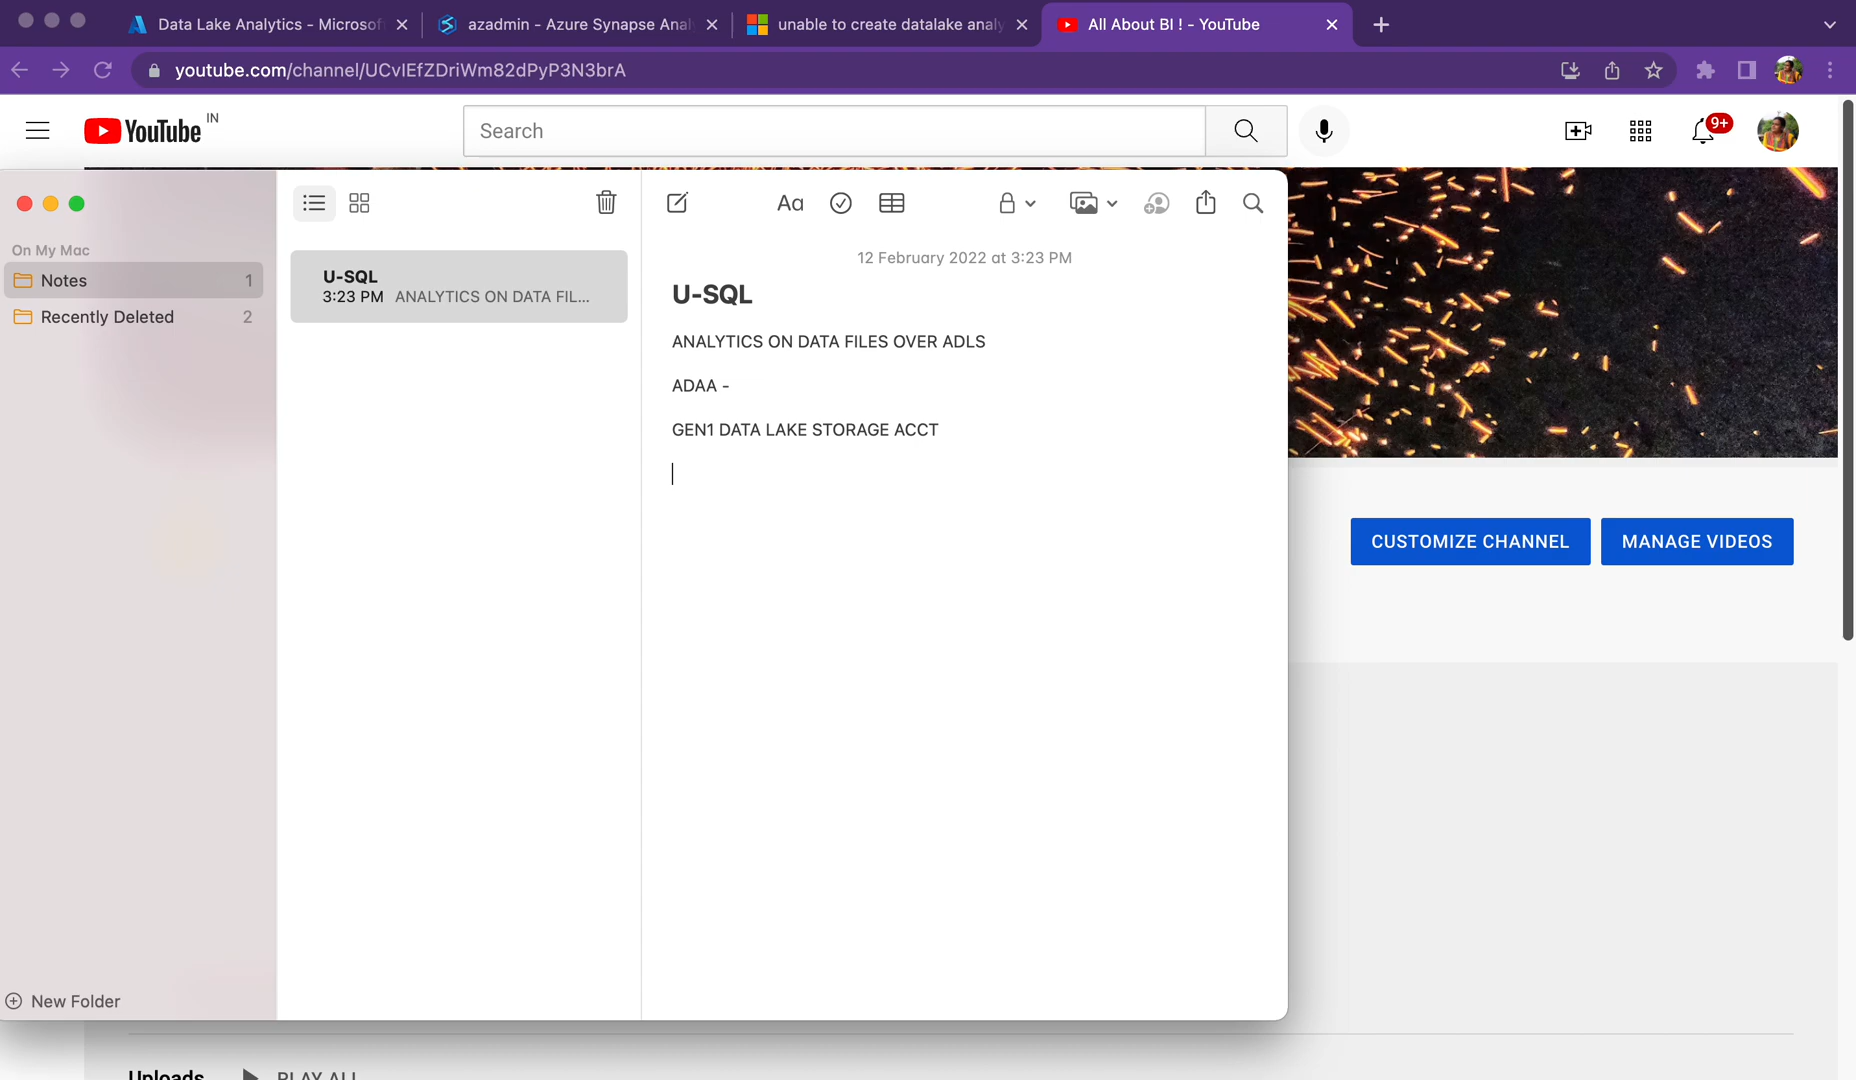 Data Lake Analytics - Microsof
azadmin - Azure Synapse Anal
unable to create datalake analy
All About BI ! - YouTube
youtube.com/channel/UCvIEfZDriWm82dPyP3N3brA
YouTube IN
Search
9+
On My Mac
Notes 1
Recently Deleted 2
New Folder
U-SQL
3:23 PM ANALYTICS ON DATA FIL...
Aa
12 February 2022 at 3:23 PM
U-SQL
ANALYTICS ON DATA FILES OVER ADLS
ADAA -
GEN1 DATA LAKE STORAGE ACCT
CUSTOMIZE CHANNEL
MANAGE VIDEOS
Uploads PLAY ALL